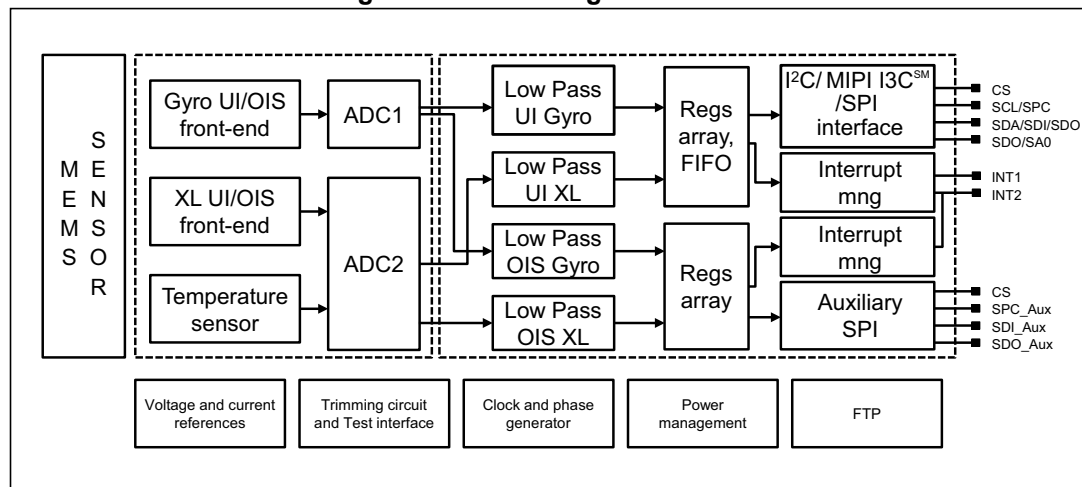 MEMS
SENSOR
Gyro UI/OIS
front-end
XL UI/OIS
front-end
Temperature
sensor
ADC1
ADC2
Low Pass
UI Gyro
Low Pass
UI XL
Low Pass
OIS Gyro
Low Pass
OIS XL
Regs
array,
FIFO
Regs
array
I²C/ MIPI I3C℠
/SPI
interface
Interrupt
mng
Interrupt
mng
Auxiliary
SPI
CS
SCL/SPC
SDA/SDI/SDO
SDO/SA0
INT1
INT2
CS
SPC_Aux
SDI_Aux
SDO_Aux
Voltage and current
references
Trimming circuit
and Test interface
Clock and phase
generator
Power
management
FTP